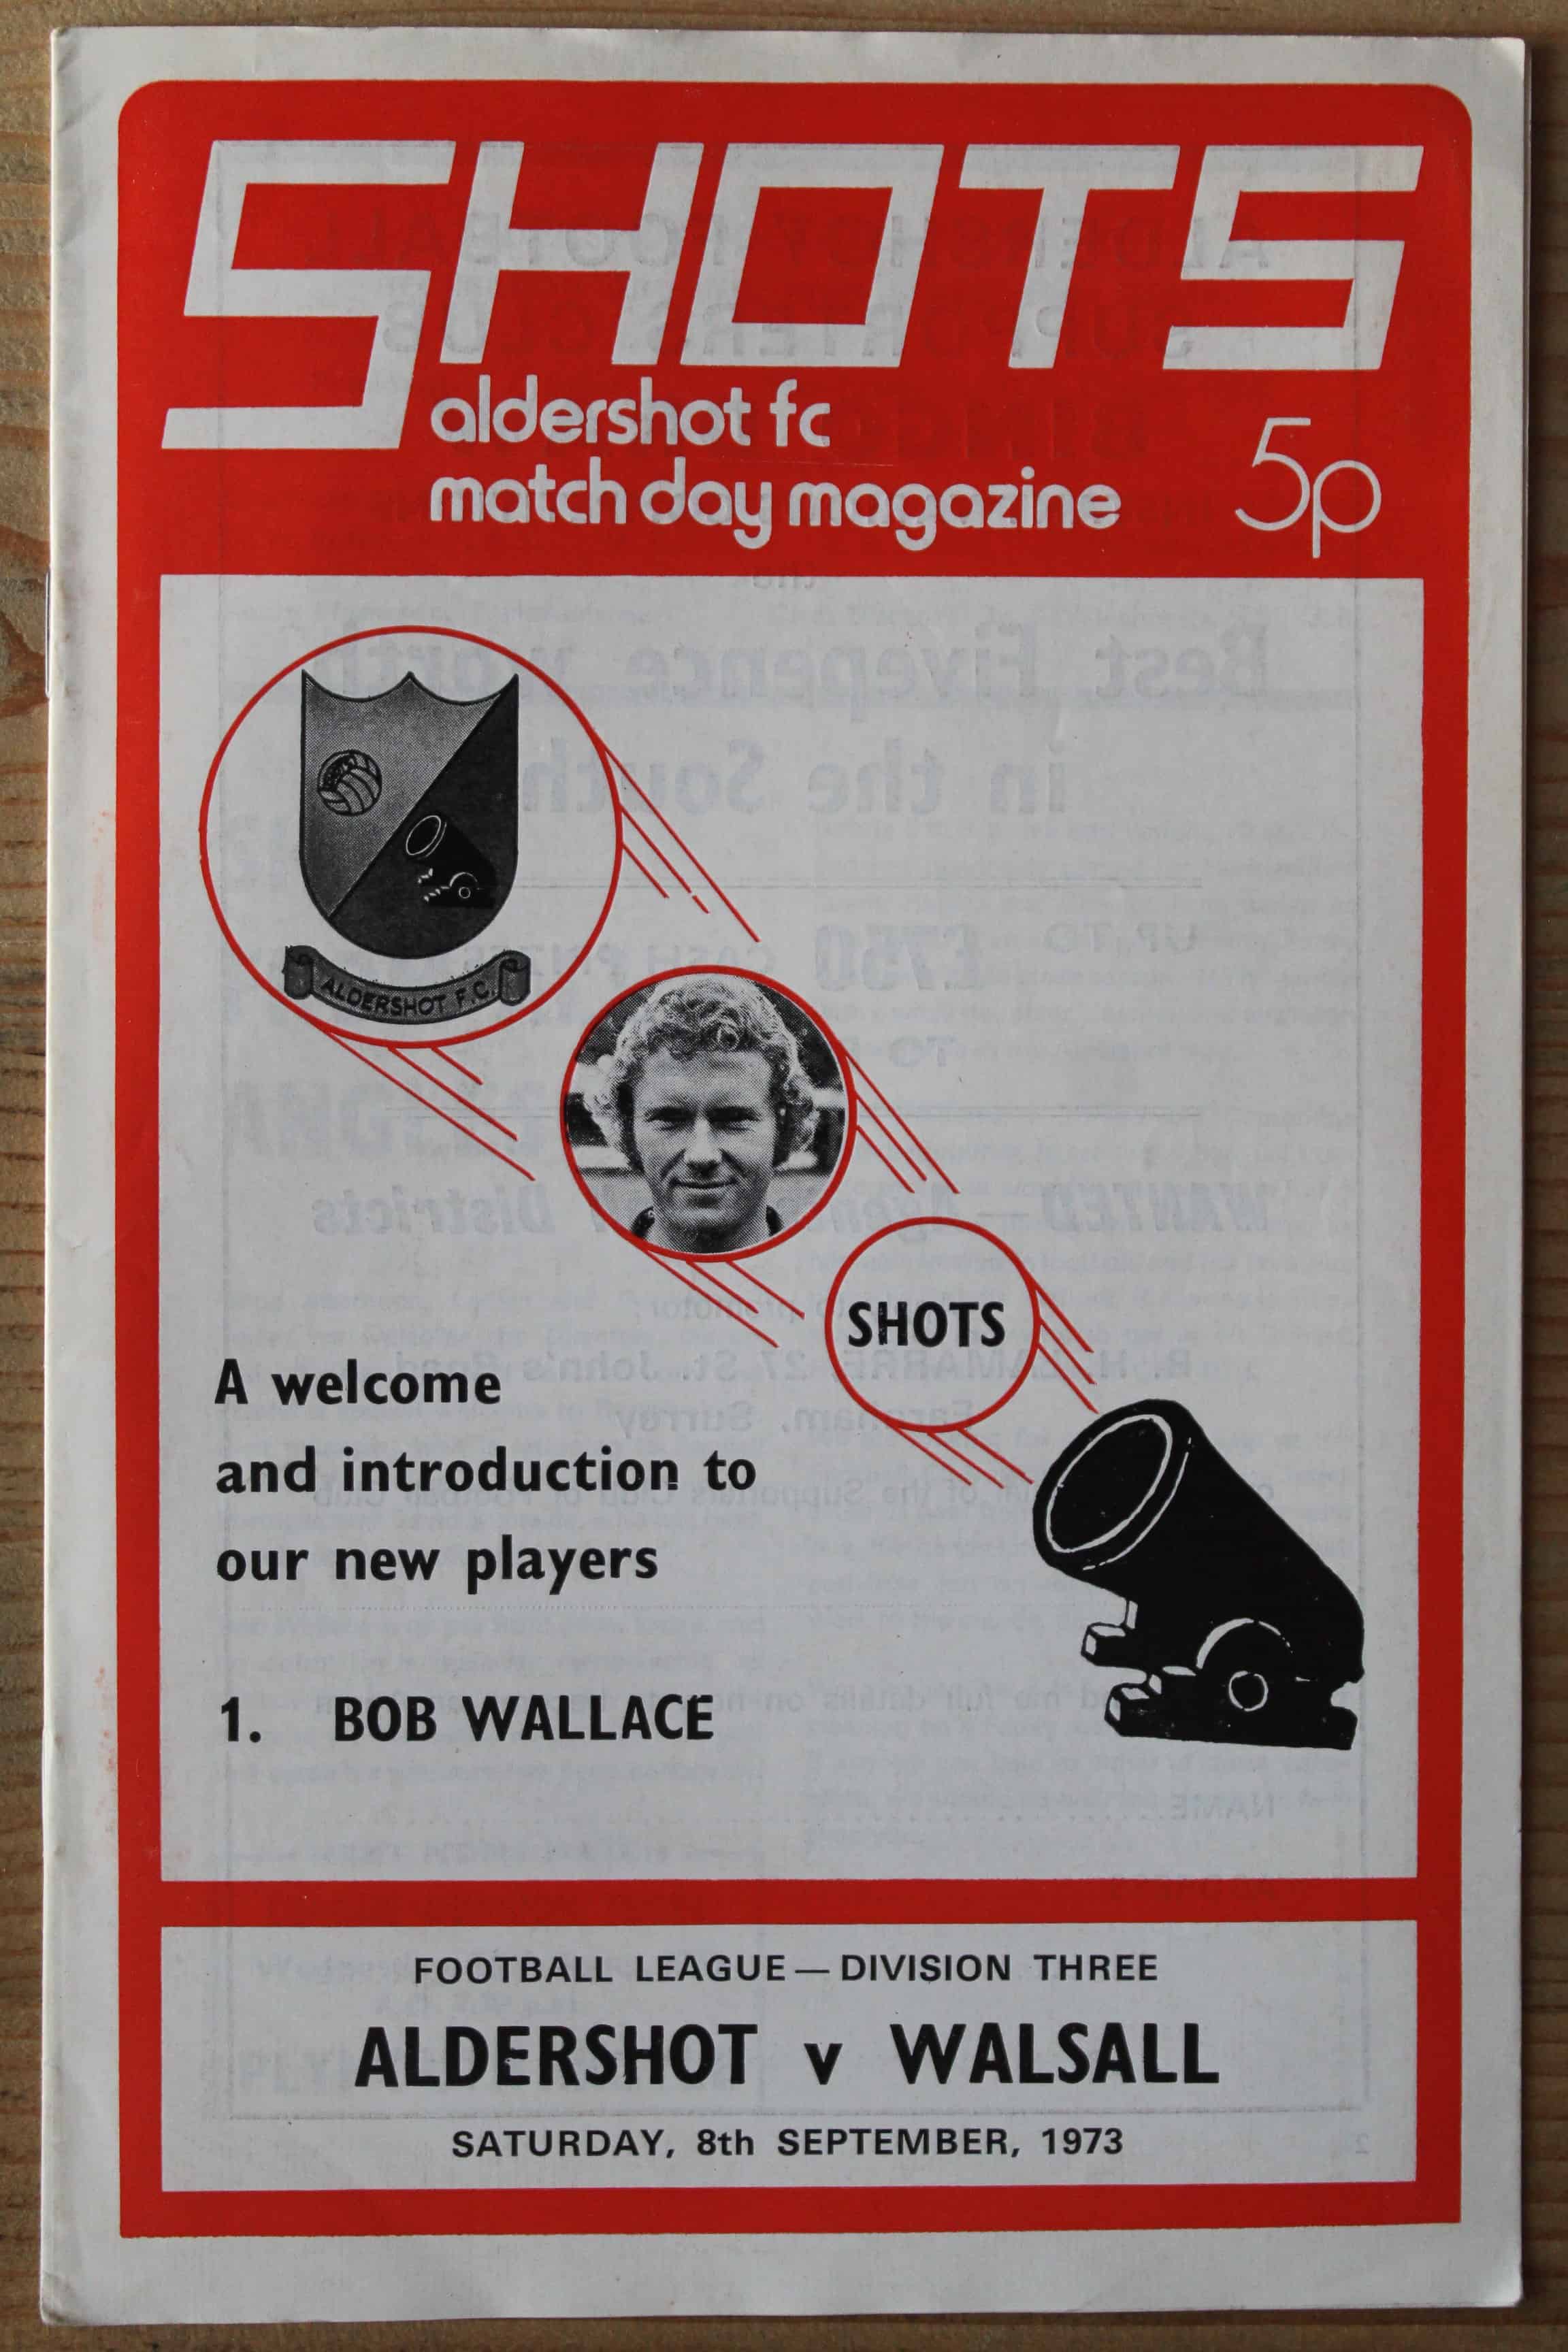 SHOTS
aldershot fc
match day magazine
5p
ALDERSHOT F.C.
SHOTS
A welcome
and introduction to
our new players
1. BOB WALLACE
FOOTBALL LEAGUE — DIVISION THREE
ALDERSHOT v WALSALL
SATURDAY, 8th SEPTEMBER, 1973